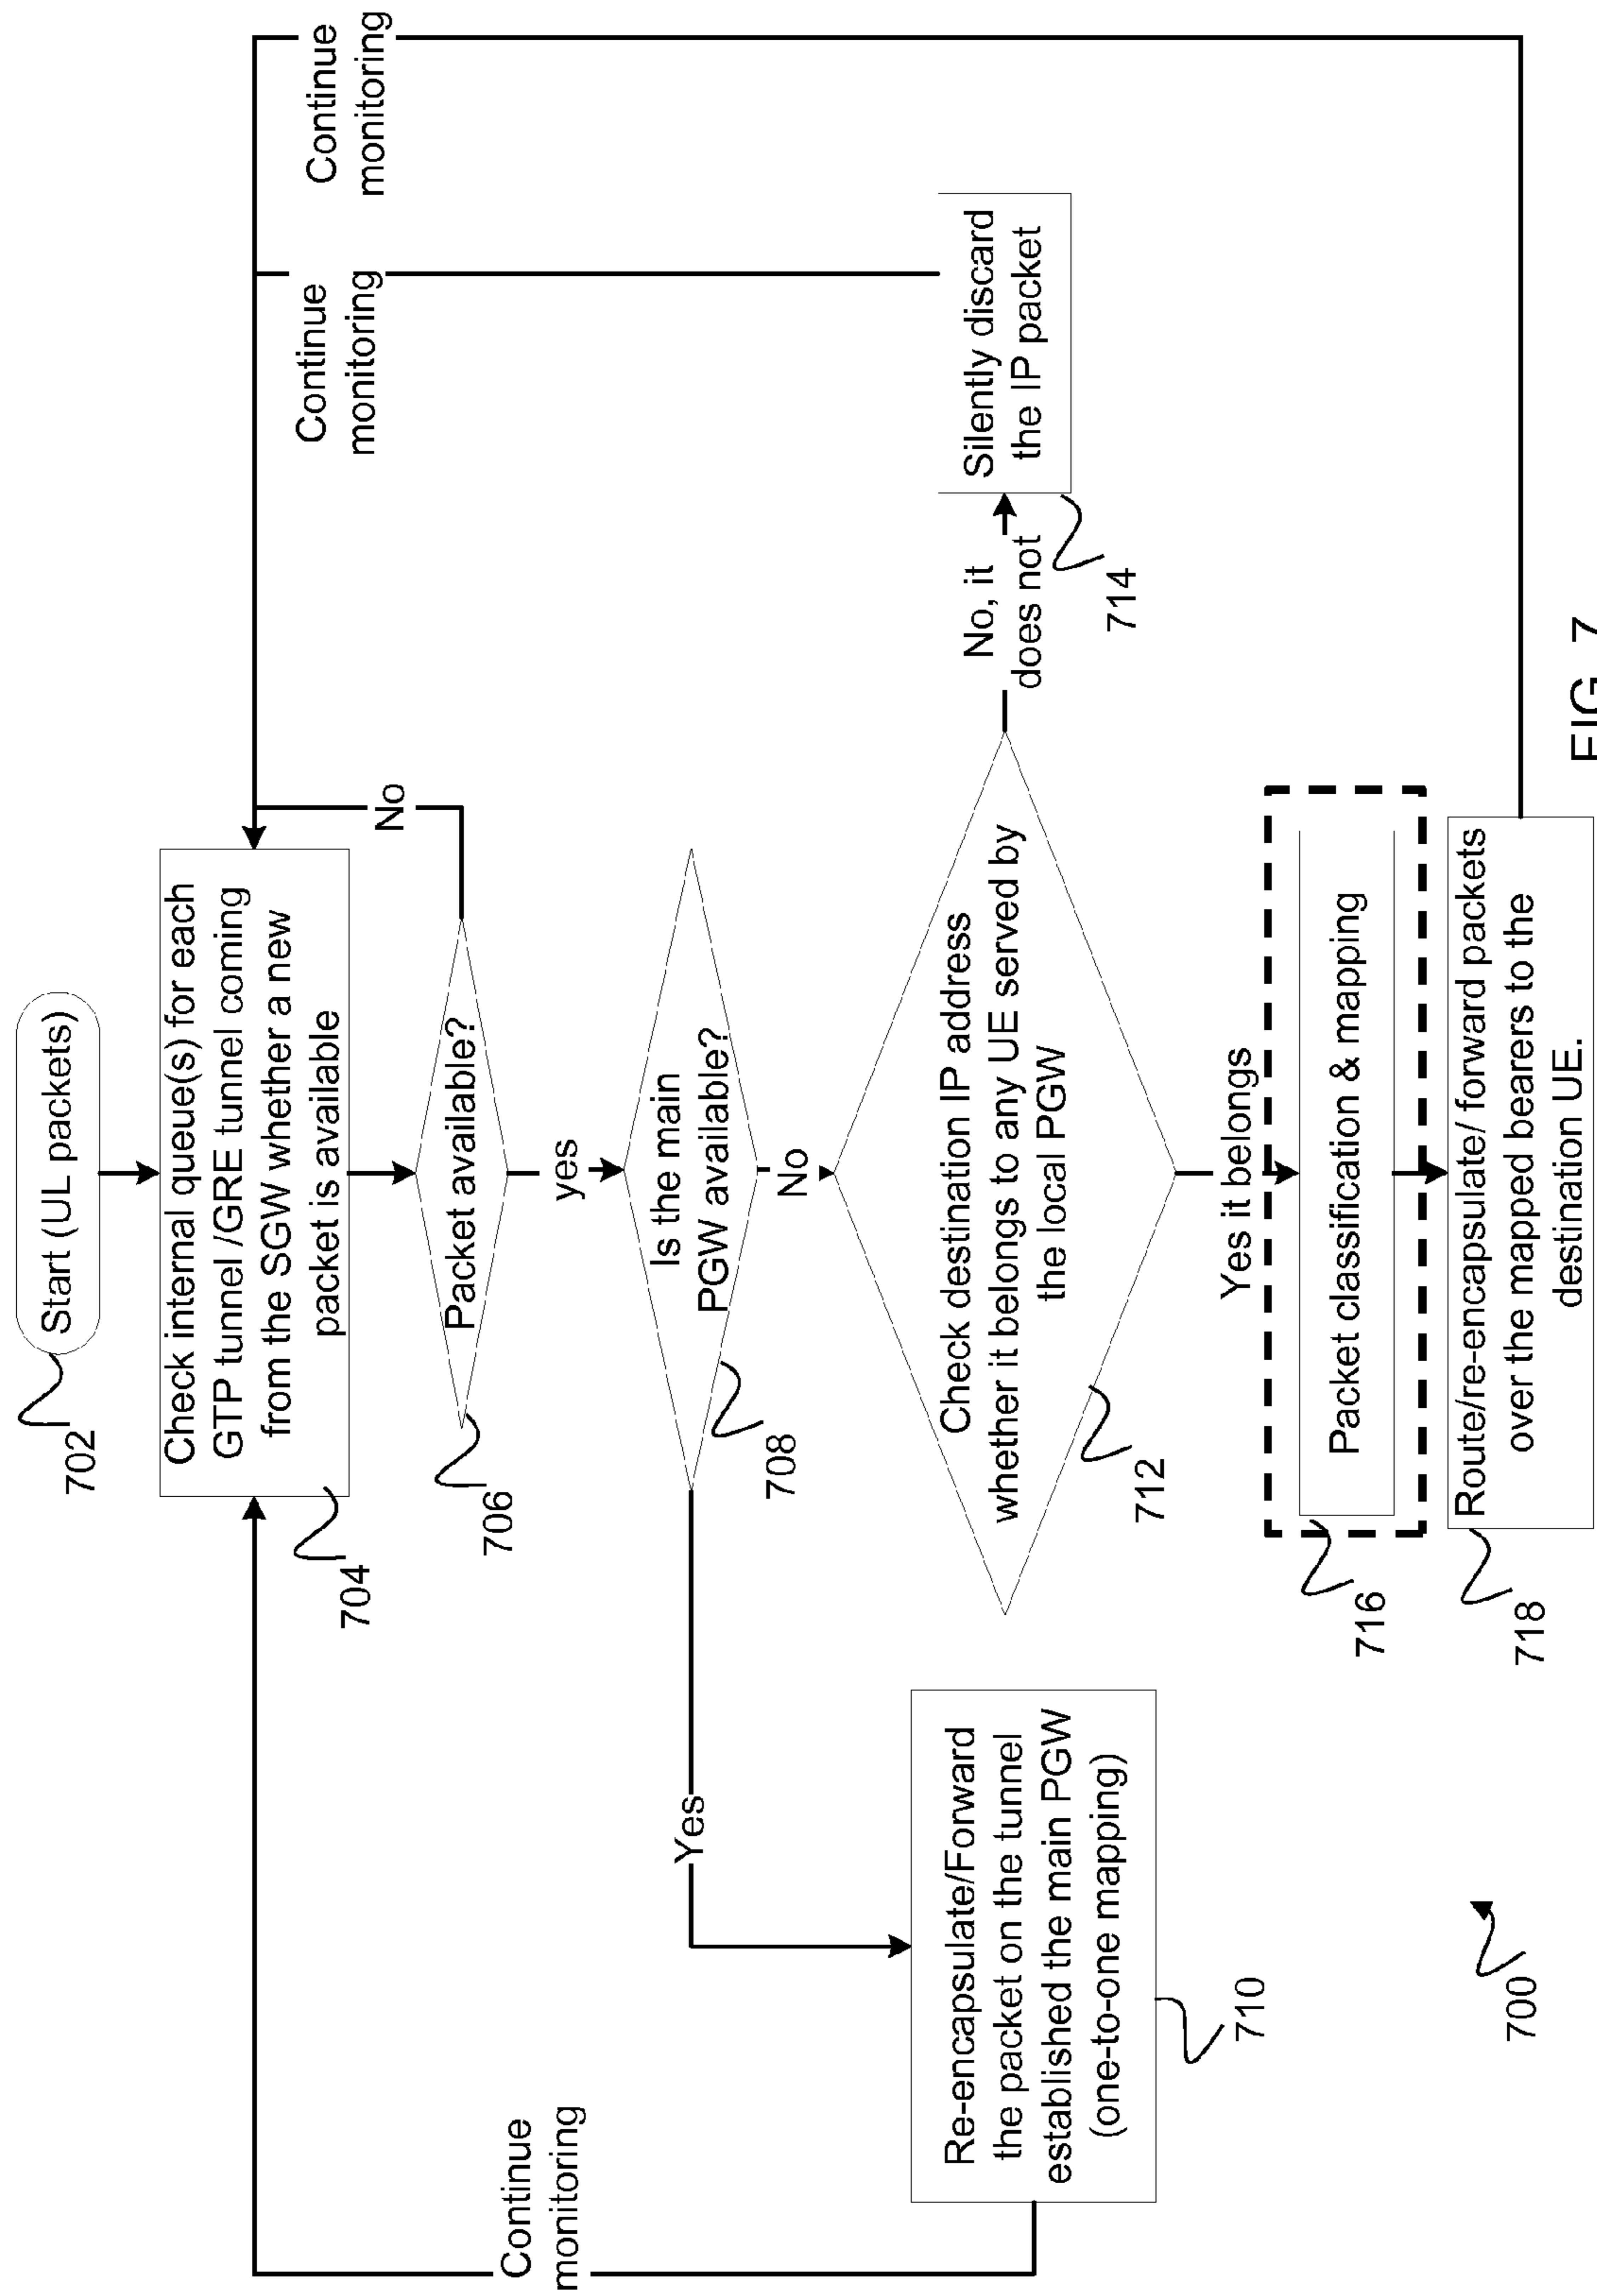 Start (UL packets)
702
Check internal queue(s) for each
GTP tunnel /GRE tunnel coming
from the SGW whether a new
packet is available
704
Packet available?
706
No
yes
Is the main
PGW available?
708
Yes
No
Re-encapsulate/Forward
the packet on the tunnel
established the main PGW
(one-to-one mapping)
710
Continue
monitoring
Check destination IP address
whether it belongs to any UE served by
the local PGW
712
No, it
does not
Silently discard
the IP packet
714
Continue
monitoring
Continue
monitoring
Yes it belongs
Packet classification & mapping
716
Route/re-encapsulate/ forward packets
over the mapped bearers to the
destination UE.
718
700
FIG. 7